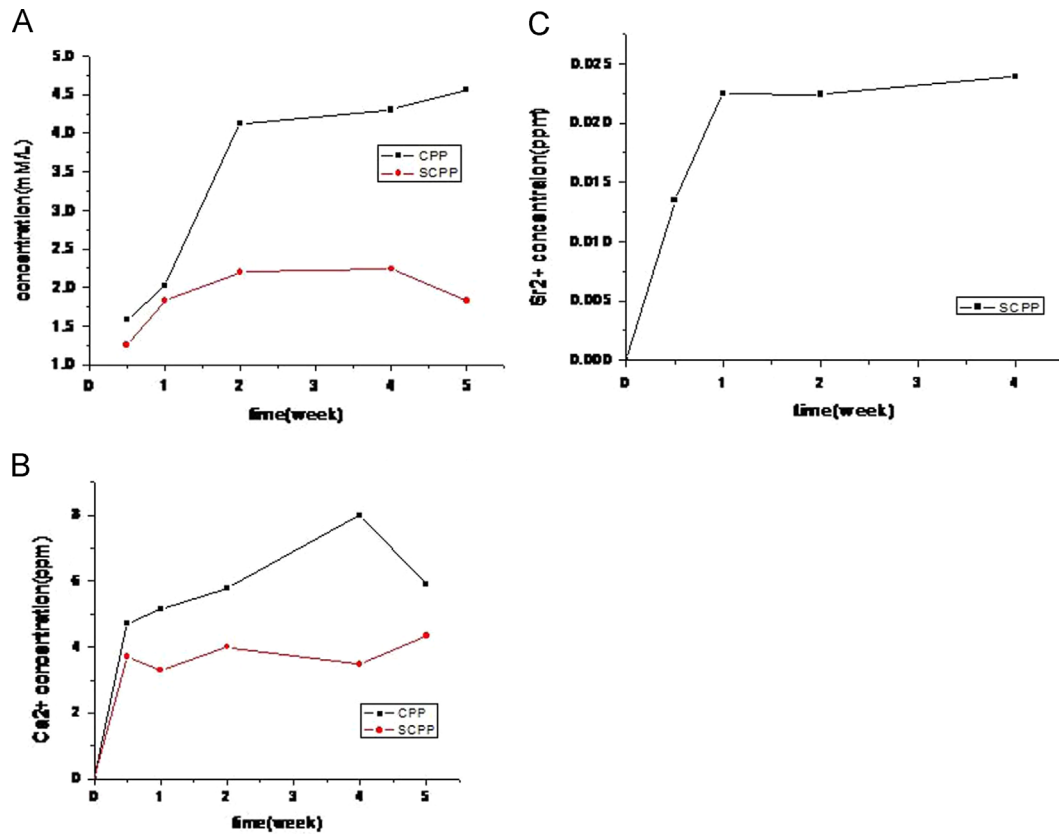 A
5.0
4.5
4.0
3.5
3.0
2.5
2.0
1.5
1.0
0 1 2 3 4 5
concentration(mM/L)
time(week)
CPP
SCPP
C
0.025
0.020
0.015
0.010
0.005
0.000
0 1 2 3 4
Sr2+ concentraion(ppm)
time(week)
SCPP
B
8
6
4
2
0
0 1 2 3 4 5
Ca2+ concertration(ppm)
time(week)
CPP
SCPP